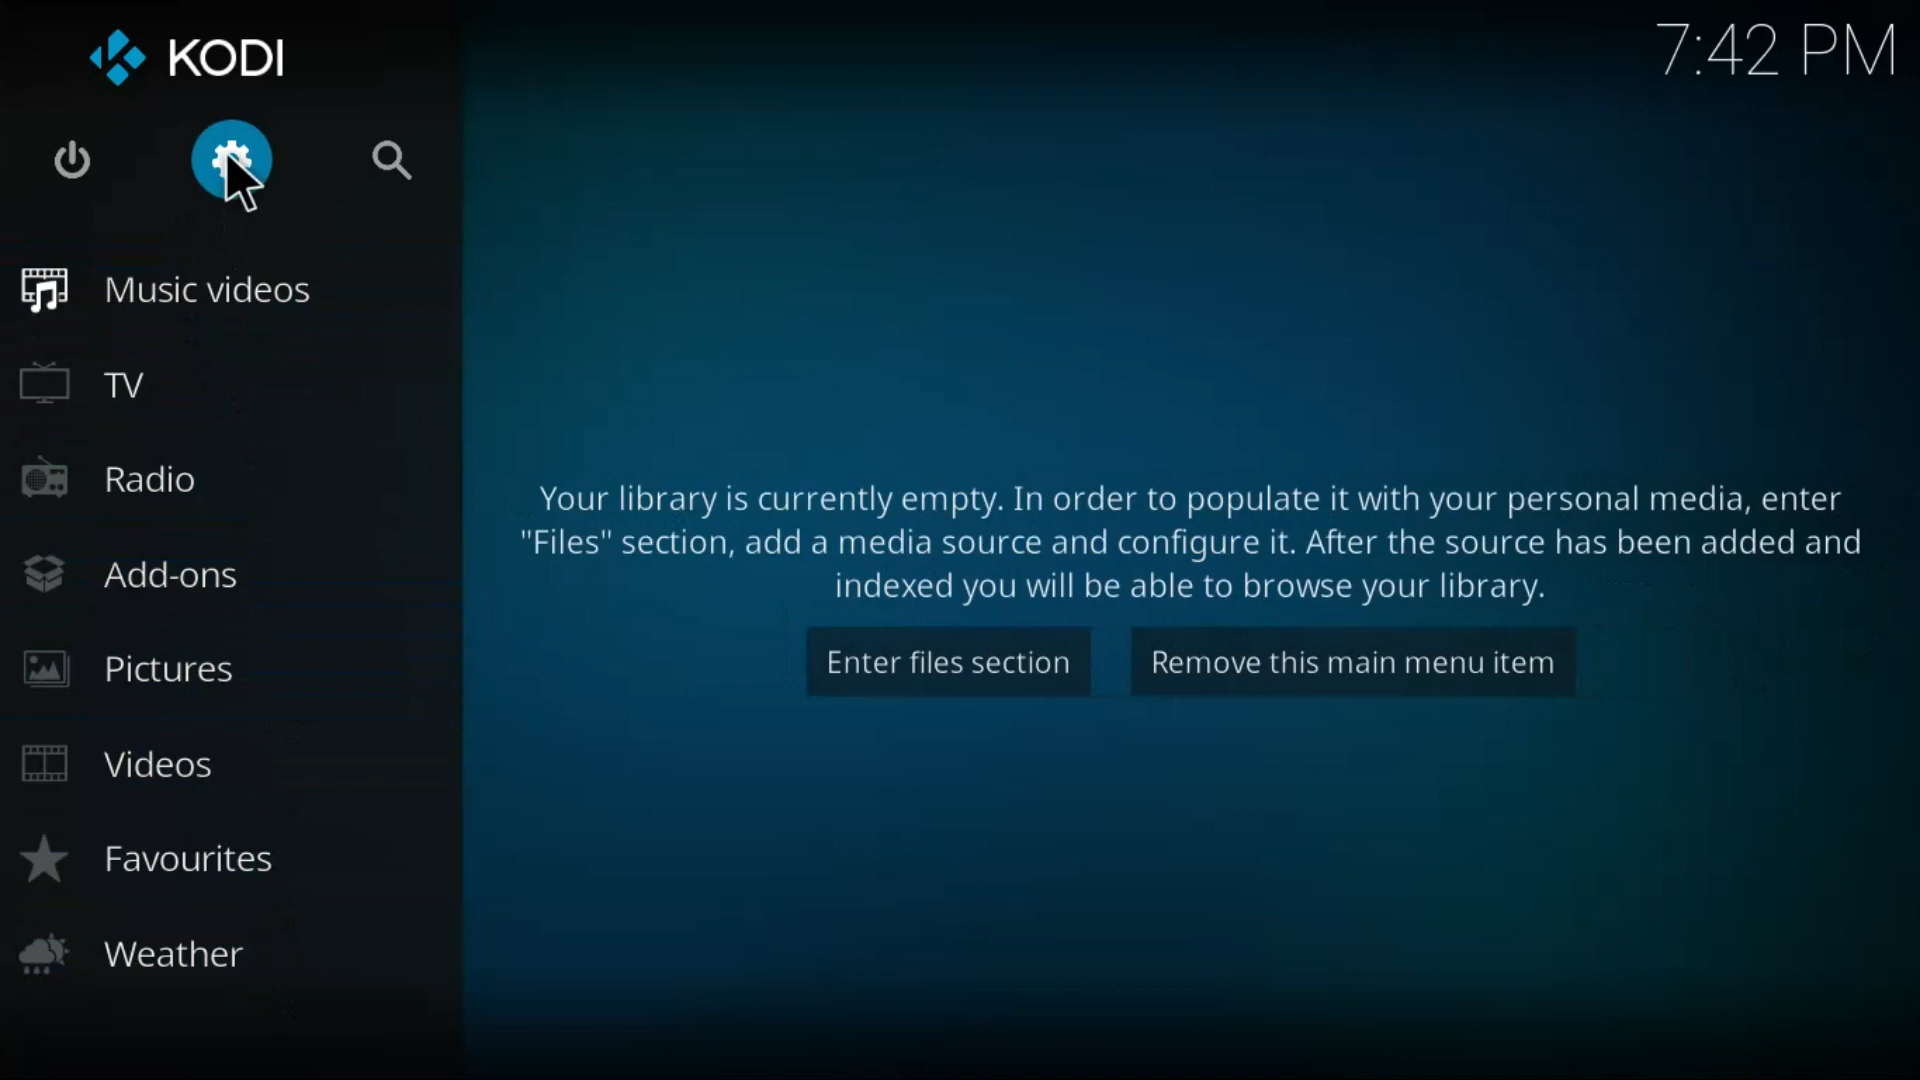 KODI
7:42 PM
Music videos
TV
Radio
Add-ons
Pictures
Videos
Favourites
Weather
Your library is currently empty. In order to populate it with your personal media, enter
"Files" section, add a media source and configure it. After the source has been added and
indexed you will be able to browse your library.
Enter files section
Remove this main menu item